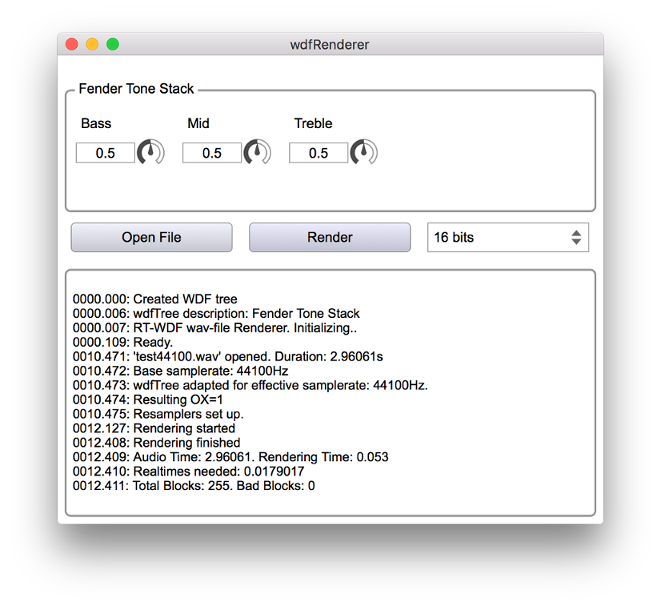 wdfRenderer
Fender Tone Stack
Bass Mid Treble
0.5 0.5 0.5
Open File Render 16 bits
0000.000: Created WDF tree
0000.006: wdfTree description: Fender Tone Stack
0000.007: RT-WDF wav-file Renderer. Initializing..
0000.109: Ready.
0010.471: 'test44100.wav' opened. Duration: 2.96061s
0010.472: Base samplerate: 44100Hz
0010.473: wdfTree adapted for effective samplerate: 44100Hz.
0010.474: Resulting OX=1
0010.475: Resamplers set up.
0012.127: Rendering started
0012.408: Rendering finished
0012.409: Audio Time: 2.96061. Rendering Time: 0.053
0012.410: Realtimes needed: 0.0179017
0012.411: Total Blocks: 255. Bad Blocks: 0